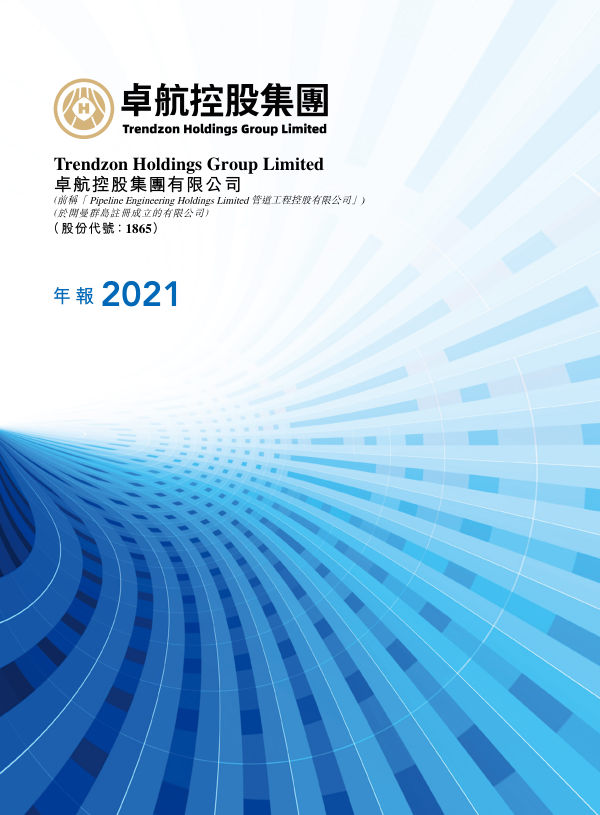 卓航控股集團
Trendzon Holdings Group Limited
Trendzon Holdings Group Limited
卓航控股集團有限公司
(前稱「Pipeline Engineering Holdings Limited 管道工程控股有限公司」)
(於開曼群島註冊成立的有限公司)
(股份代號：1865)
年報 2021